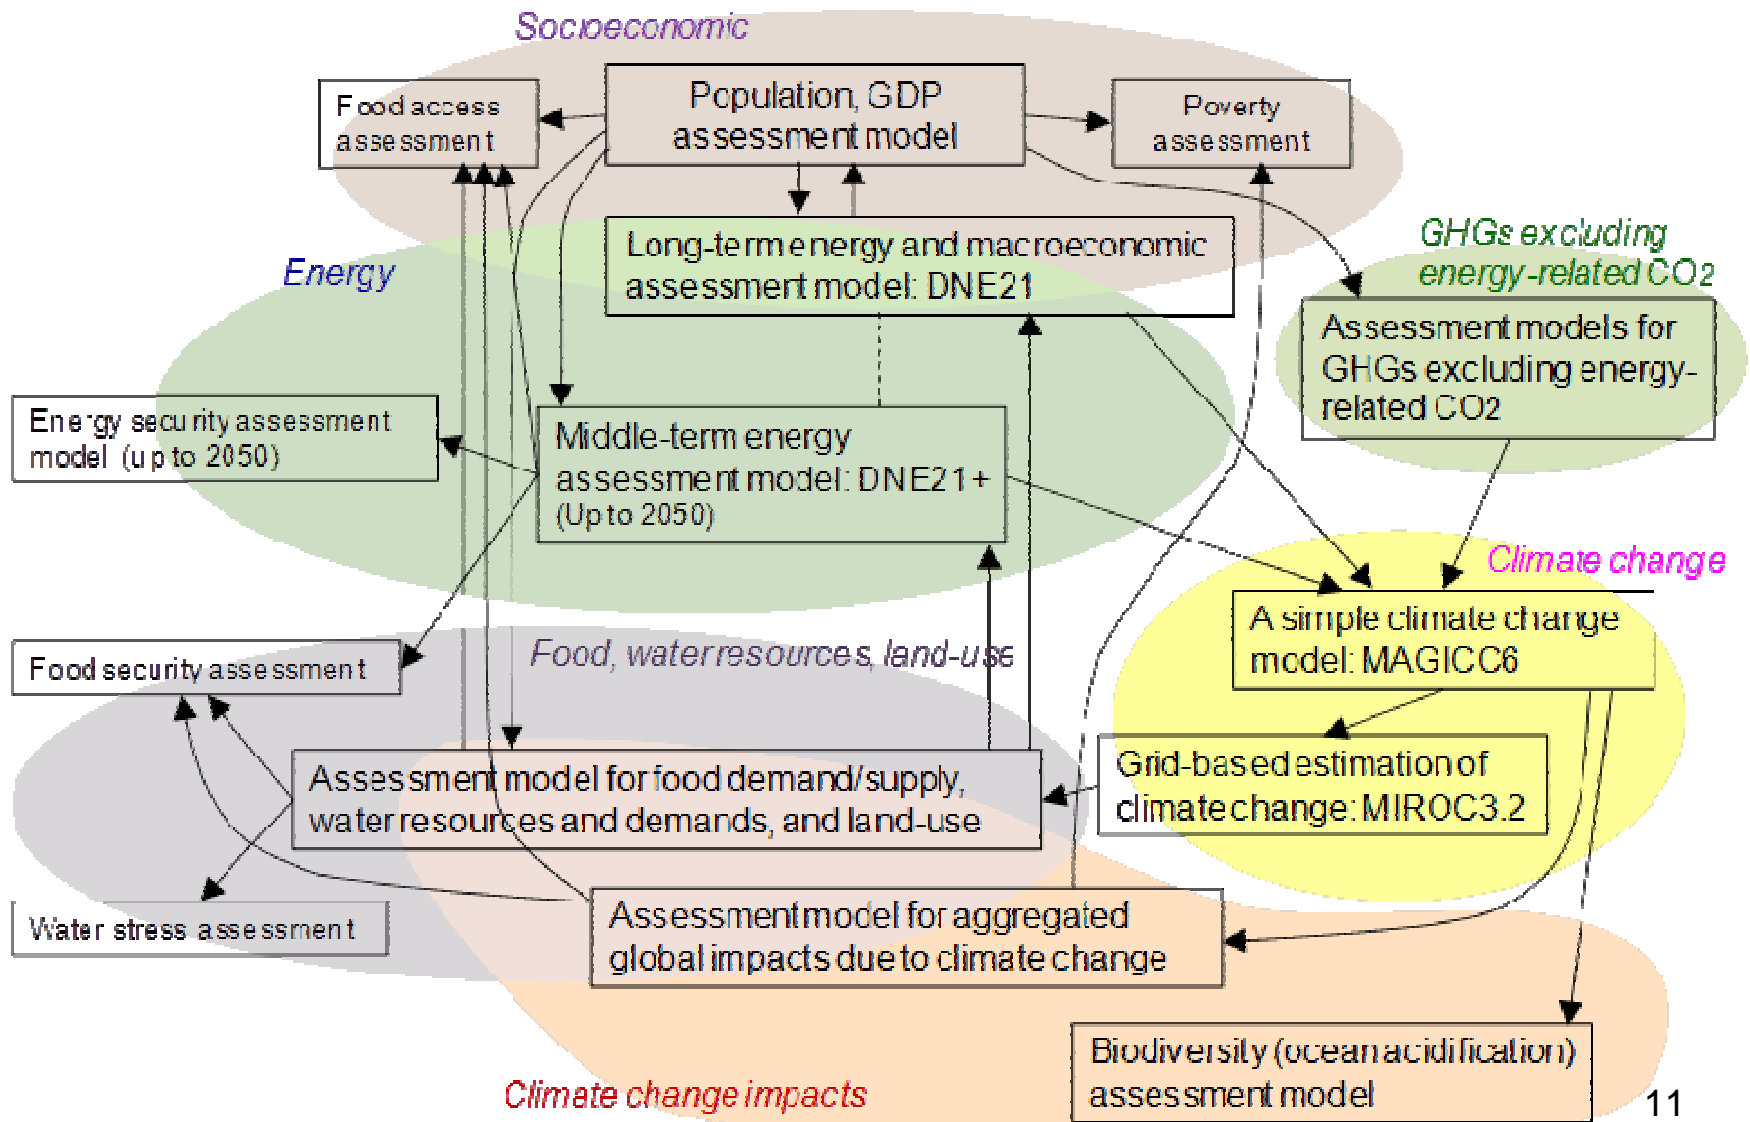 Socioeconomic
Food access
assessment
Population, GDP
assessment model
Poverty
assessment
Long-term energy and macroeconomic
assessment model: DNE21
GHGs excluding
energy-related CO2
Energy
Assessment models for
GHGs excluding energy-
related CO2
Energy security assessment
model (up to 2050)
Middle-term energy
assessment model: DNE21+
(Up to 2050)
Climate change
A simple climate change
model: MAGICC6
Food security assessment
Food, water resources, land-use
Assessment model for food demand/supply,
water resources and demands, and land-use
Grid-based estimation of
climate change: MIROC3.2
Water stress assessment
Assessment model for aggregated
global impacts due to climate change
Biodiversity (ocean acidification)
assessment model
Climate change impacts
11